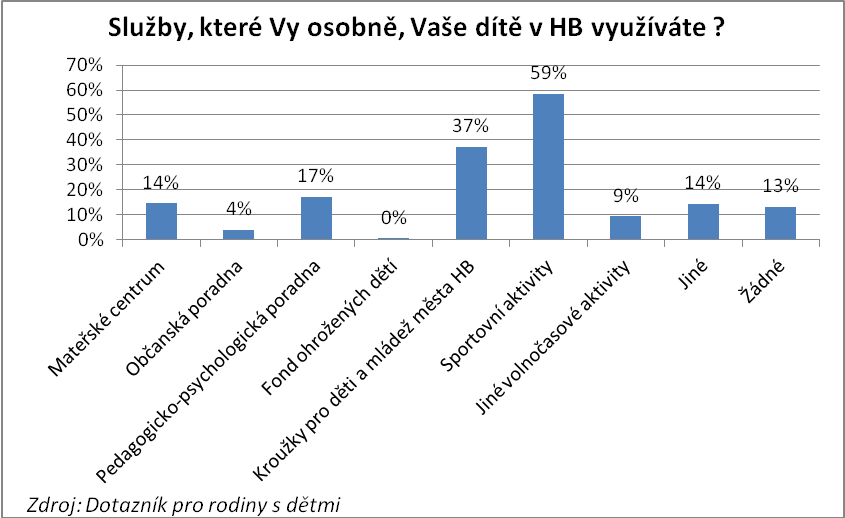 Služby, které Vy osobně, Vaše dítě v HB využíváte ?
70%
60%
50%
40%
30%
20%
10%
0%
14%
4%
17%
0%
37%
59%
9%
14%
13%
Mateřské centrum
Občanská poradna
Pedagogicko-psychologická poradna
Fond ohrožených dětí
Kroužky pro děti a mládež města HB
Sportovní aktivity
Jiné volnočasové aktivity
Jiné
Žádné
Zdroj: Dotazník pro rodiny s dětmi